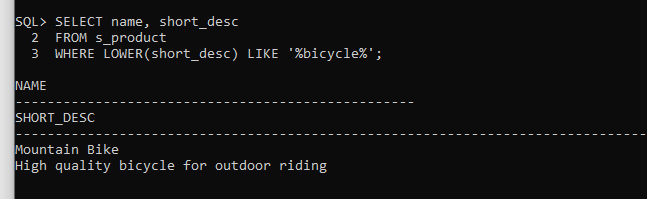 SQL> SELECT name, short_desc
  2  FROM s_product
  3  WHERE LOWER(short_desc) LIKE '%bicycle%';
NAME
--------------------------------------------------
SHORT_DESC
--------------------------------------------------------------------------------
Mountain Bike
High quality bicycle for outdoor riding